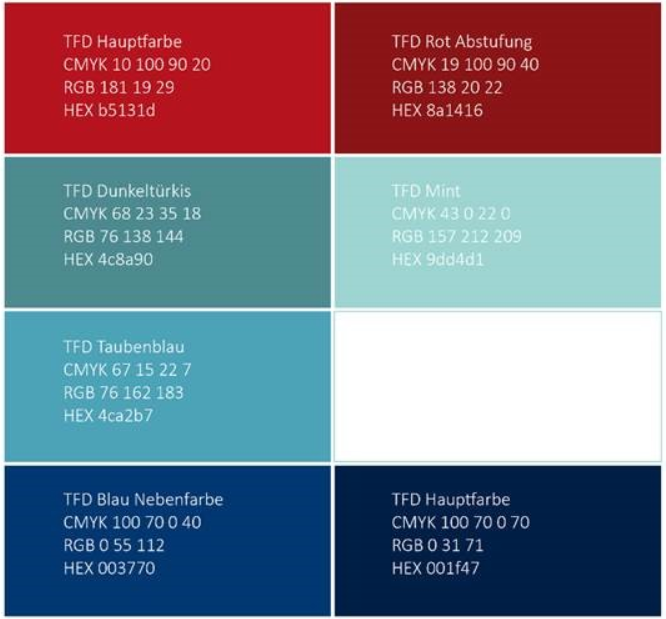 TFD Hauptfarbe
CMYK 10 100 90 20
RGB 181 19 29
HEX b5131d
TFD Rot Abstufung
CMYK 19 100 90 40
RGB 138 20 22
HEX 8a1416
TFD Dunkeltürkis
CMYK 68 23 35 18
RGB 76 138 144
HEX 4c8a90
TFD Mint
CMYK 43 0 22 0
RGB 157 212 209
HEX 9dd4d1
TFD Taubenblau
CMYK 67 15 22 7
RGB 76 162 183
HEX 4ca2b7
TFD Blau Nebenfarbe
CMYK 100 70 0 40
RGB 0 55 112
HEX 003770
TFD Hauptfarbe
CMYK 100 70 0 70
RGB 0 31 71
HEX 001f47